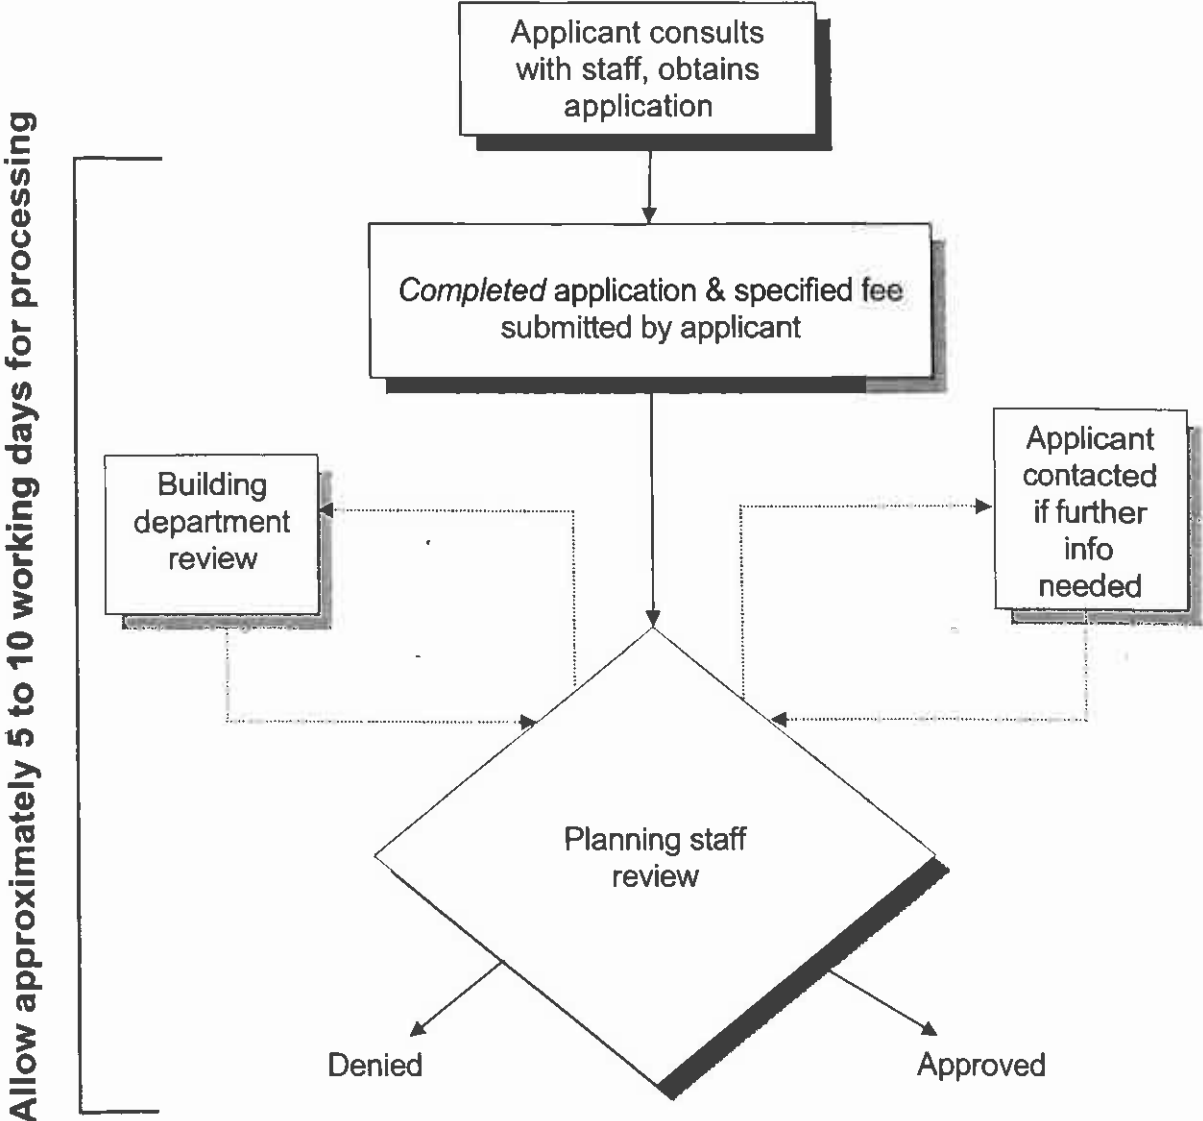 Applicant consults
with staff, obtains
application
Allow approximately 5 to 10 working days for processing
Completed application & specified fee
submitted by applicant
Building
department
review
Applicant
contacted
if further
info
needed
Planning staff
review
Denied
Approved